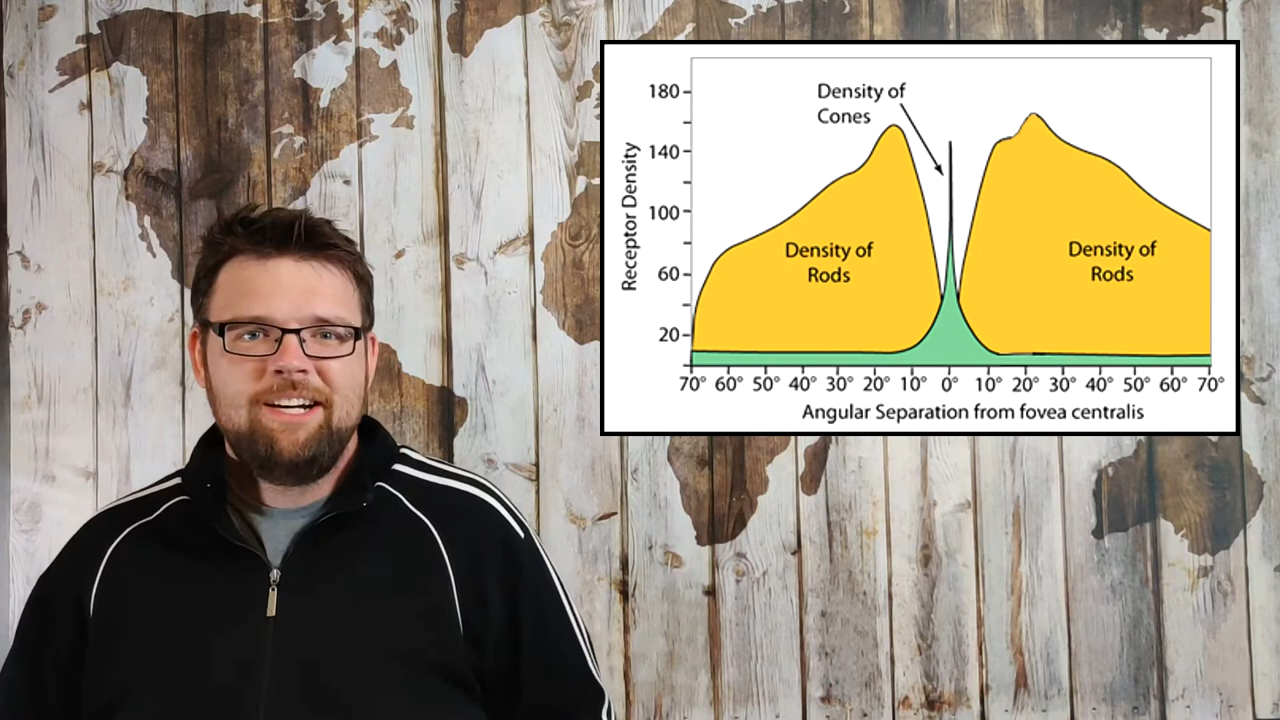 Density of
Cones
180
140
100
60
20
Receptor Density
Density of
Rods
Density of
Rods
70° 60° 50° 40° 30° 20° 10° 0° 10° 20° 30° 40° 50° 60° 70°
Angular Separation from fovea centralis